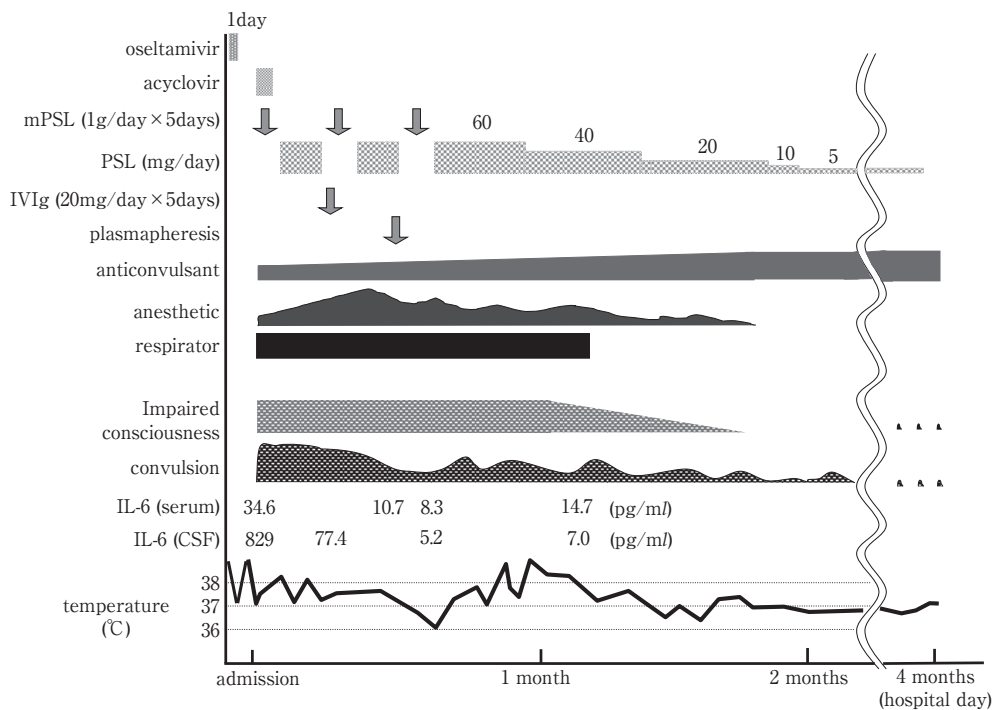 1day
oseltamivir
acyclovir
mPSL (1g/day×5days)
60
40
20
10
5
PSL (mg/day)
IVIg (20mg/day×5days)
plasmapheresis
anticonvulsant
anesthetic
respirator
Impaired
consciousness
convulsion
IL-6 (serum) 34.6 10.7 8.3 14.7 (pg/ml)
IL-6 (CSF) 829 77.4 5.2 7.0 (pg/ml)
38
37
36
temperature
(℃)
admission 1 month 2 months 4 months
(hospital day)